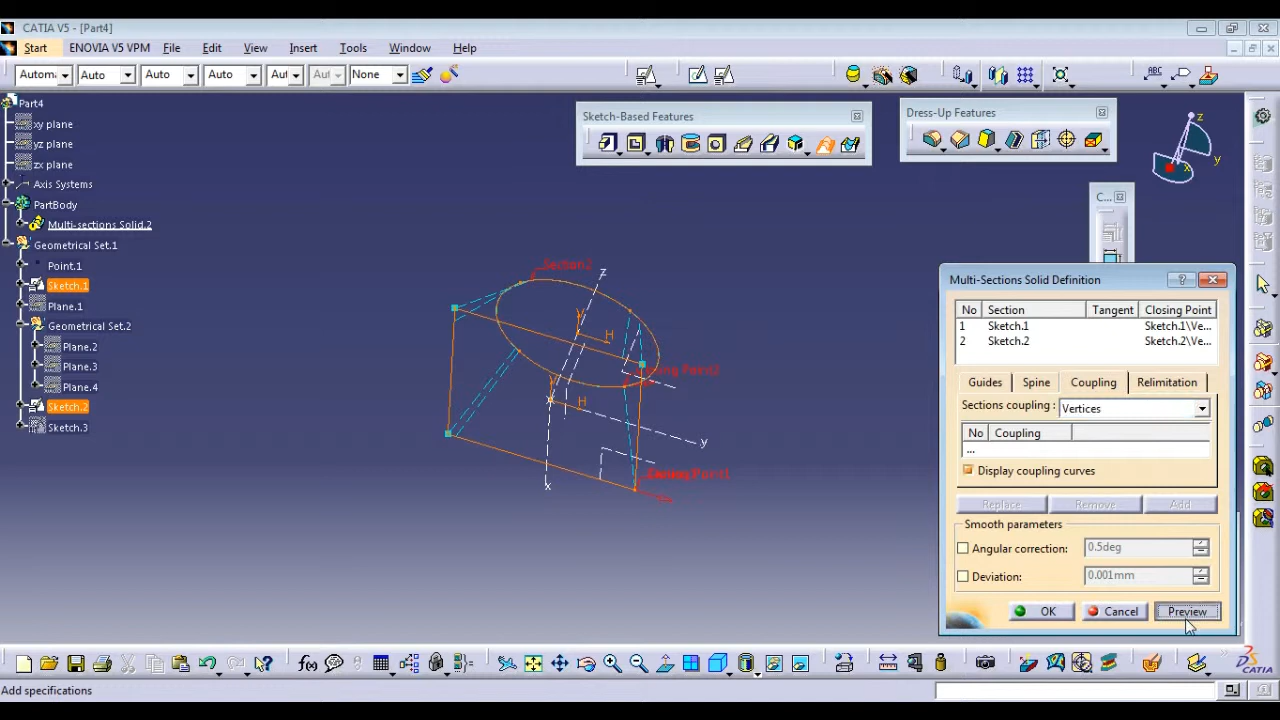 CATIA V5 - [Part4]
Start ENOVIA V5 VPM File Edit View Insert Tools Window Help
Autom Auto Auto Auto Aut Aut None
ABC
Sketch-Based Features
Dress-Up Features
C...
Part4
xy plane
yz plane
zx plane
Axis Systems
PartBody
Multi-sections Solid.2
Geometrical Set.1
Point.1
Sketch.1
Plane.1
Geometrical Set.2
Plane.2
Plane.3
Plane.4
Sketch.2
Sketch.3
z
y
x
Section2
z
H
H
y
x
Multi-Sections Solid Definition
No Section Tangent Closing Point
1 Sketch.1 Sketch.1\Ve...
2 Sketch.2 Sketch.2\Ve...
Guides Spine Coupling Relimitation
Sections coupling : Vertices
No Coupling
...
Display coupling curves
Replace Remove Add
Smooth parameters
Angular correction: 0.5deg
Deviation: 0.001mm
OK Cancel Preview
f(x)
CATIA
Add specifications